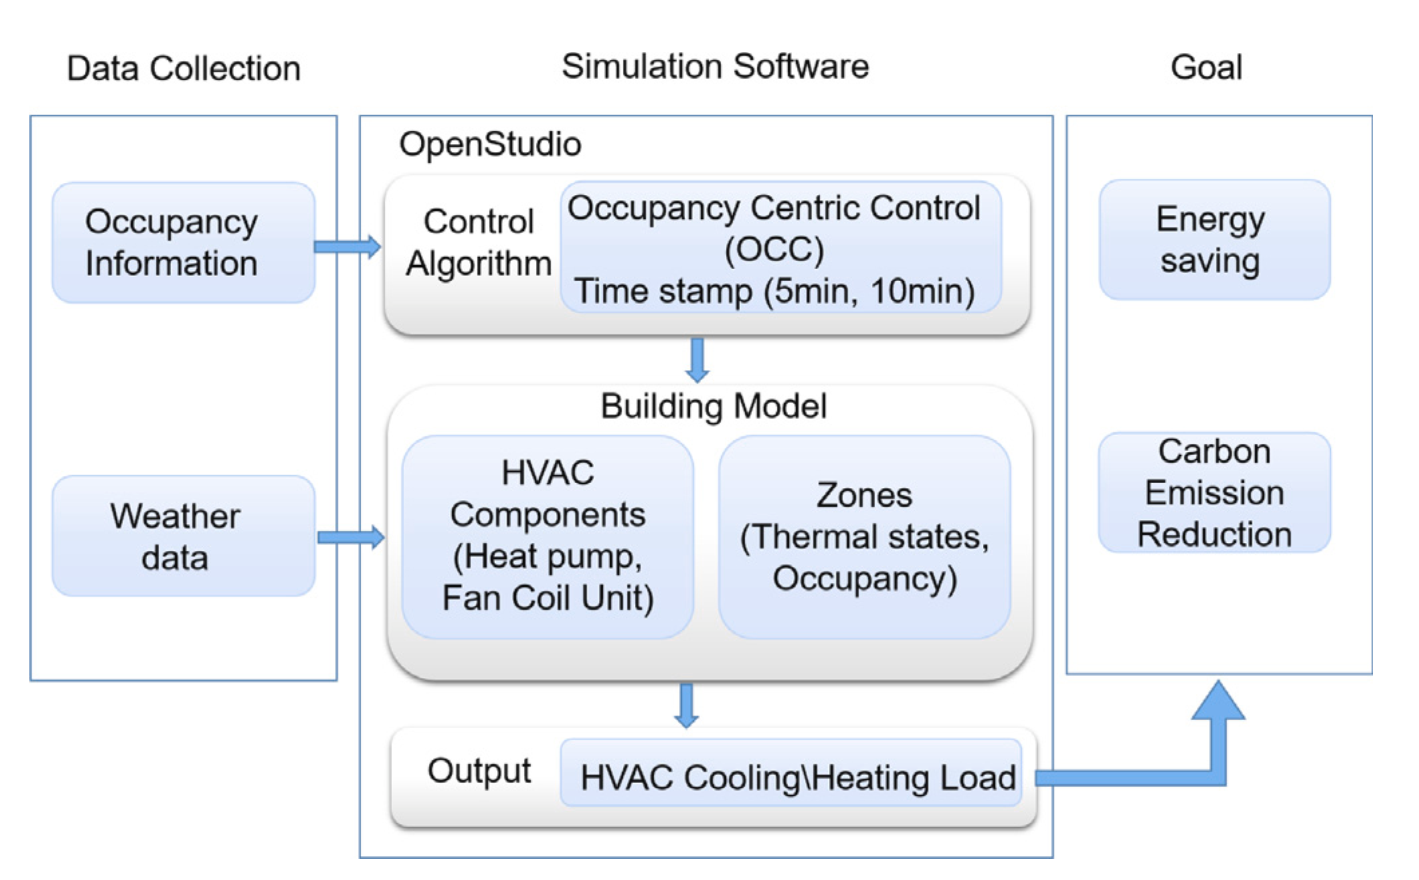 Data Collection
Simulation Software
Goal
Occupancy
Information
Weather
data
OpenStudio
Control
Algorithm
Occupancy Centric Control
(OCC)
Time stamp (5min, 10min)
Building Model
HVAC
Components
(Heat pump,
Fan Coil Unit)
Zones
(Thermal states,
Occupancy)
Output
HVAC Cooling\Heating Load
Energy
saving
Carbon
Emission
Reduction